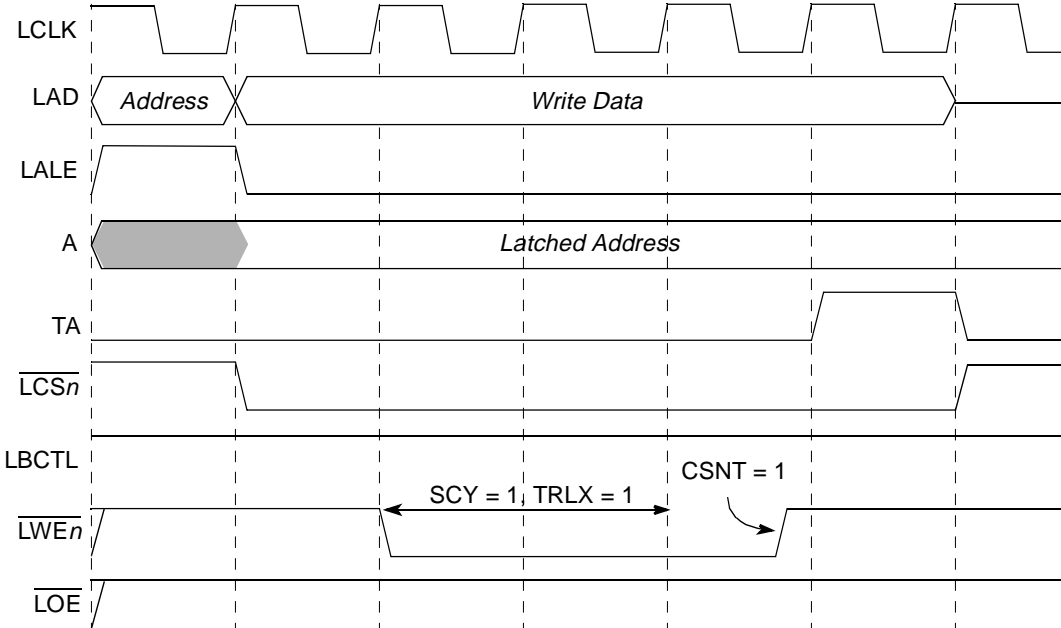 LCLK
LAD
Address
Write Data
LALE
A
Latched Address
TA
LCSn
LBCTL
CSNT = 1
SCY = 1, TRLX = 1
LWEn
LOE